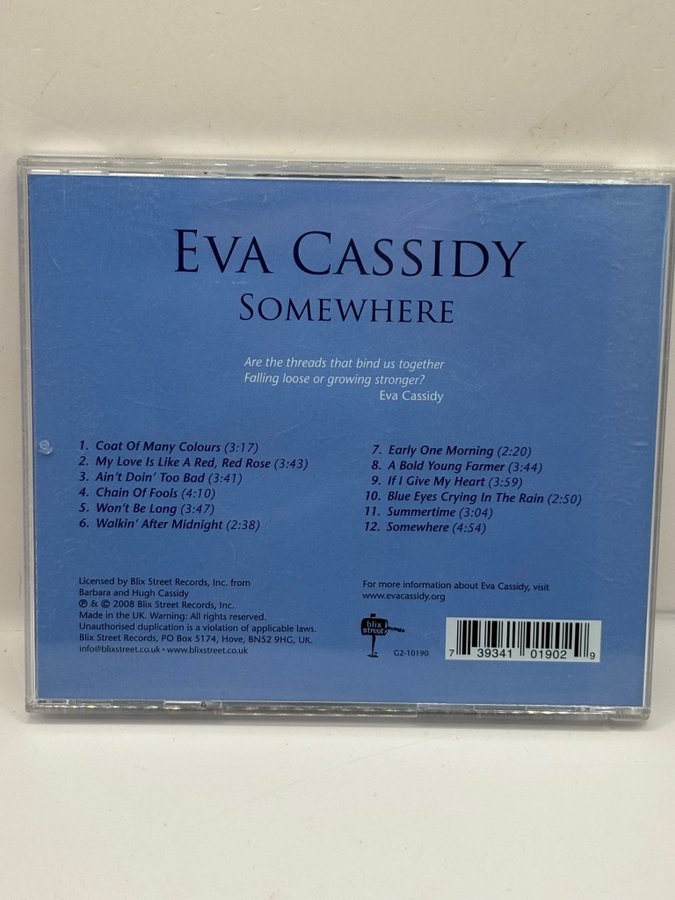 EVA CASSIDY
SOMEWHERE
Are the threads that bind us together
Falling loose or growing stronger?
Eva Cassidy
1. Coat Of Many Colours (3:17)
2. My Love Is Like A Red, Red Rose (3:43)
3. Ain't Doin' Too Bad (3:41)
4. Chain Of Fools (4:10)
5. Won't Be Long (3:47)
6. Walkin' After Midnight (2:38)
7. Early One Morning (2:20)
8. A Bold Young Farmer (3:44)
9. If I Give My Heart (3:59)
10. Blue Eyes Crying In The Rain (2:50)
11. Summertime (3:04)
12. Somewhere (4:54)
Licensed by Blix Street Records, Inc. from
Barbara and Hugh Cassidy
℗ & © 2008 Blix Street Records, Inc.
Made in the UK. Warning: All rights reserved.
Unauthorised duplication is a violation of applicable laws.
Blix Street Records, PO Box 5174, Hove, BN52 9HG, UK.
info@blixstreet.co.uk • www.blixstreet.co.uk
For more information about Eva Cassidy, visit
www.evacassidy.org
blix
street
G2-10190
7 39341 01902 9